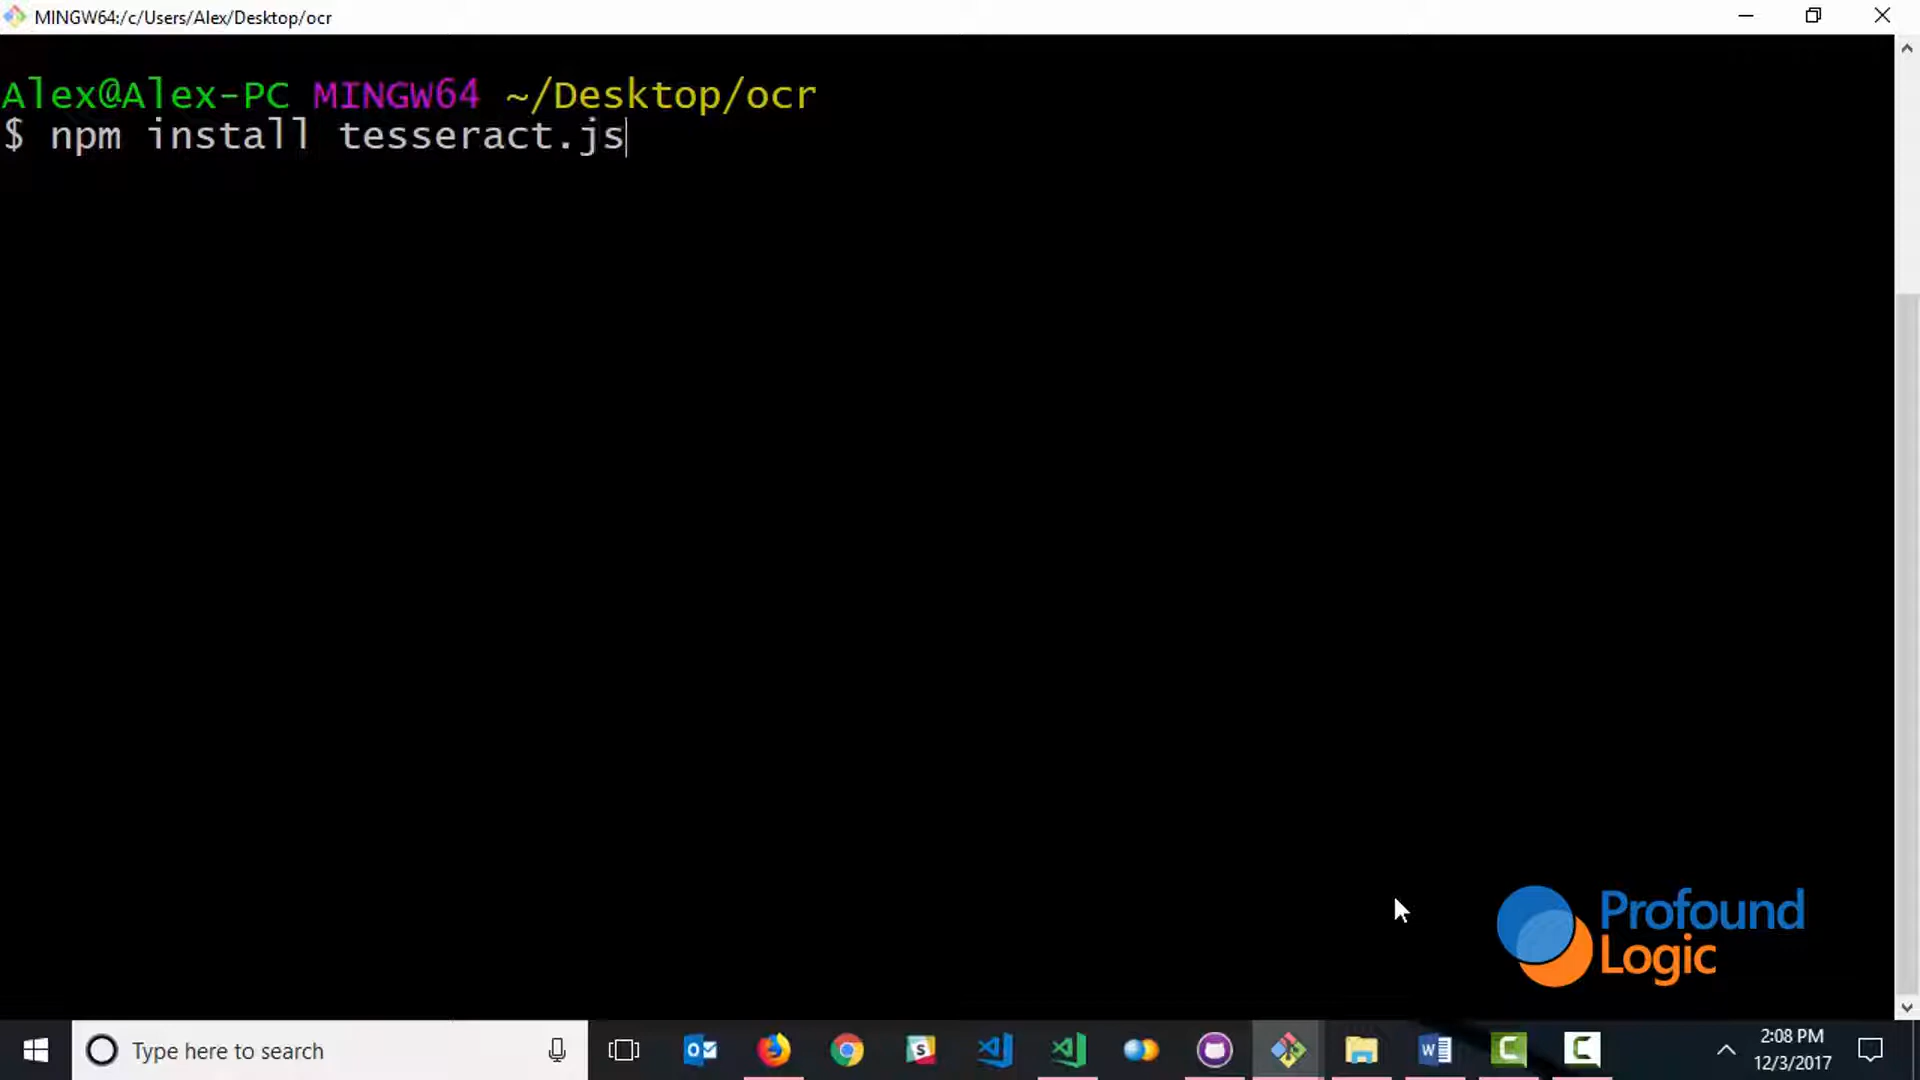 MINGW64:/c/Users/Alex/Desktop/ocr
Alex@Alex-PC MINGW64 ~/Desktop/ocr
$ npm install tesseract.js
Profound
Logic
Type here to search
2:08 PM
12/3/2017